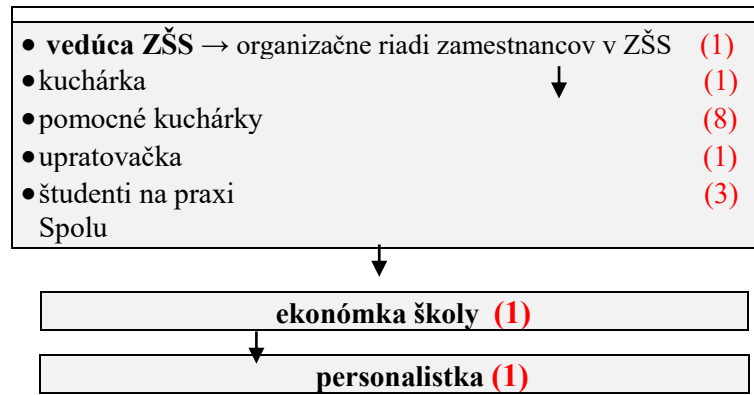 • vedúca ZŠS → organizačne riadi zamestnancov v ZŠS (1)
• kuchárka (1)
• pomocné kuchárky (8)
• upratovačka (1)
• študenti na praxi (3)
Spolu
ekonómka školy (1)
personalistka (1)